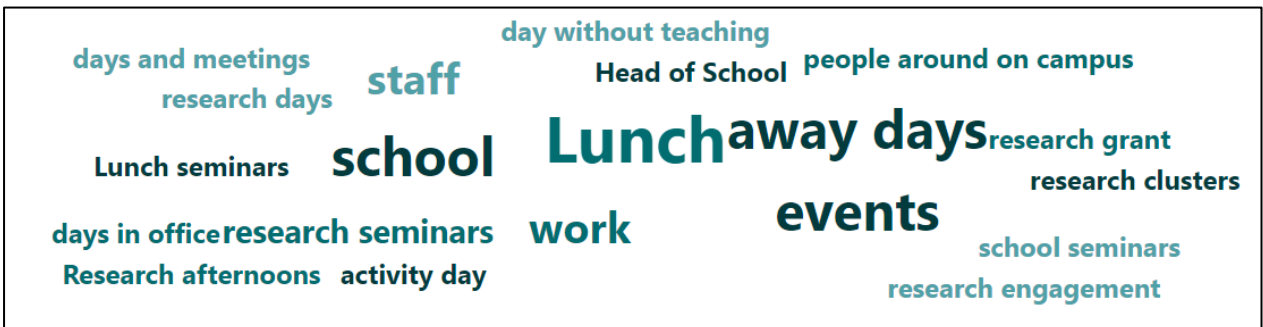 day without teaching
days and meetings
staff
Head of School
people around on campus
research days
Lunch
away days
research grant
school
Lunch seminars
research clusters
events
days in office
research seminars
work
school seminars
Research afternoons
activity day
research engagement